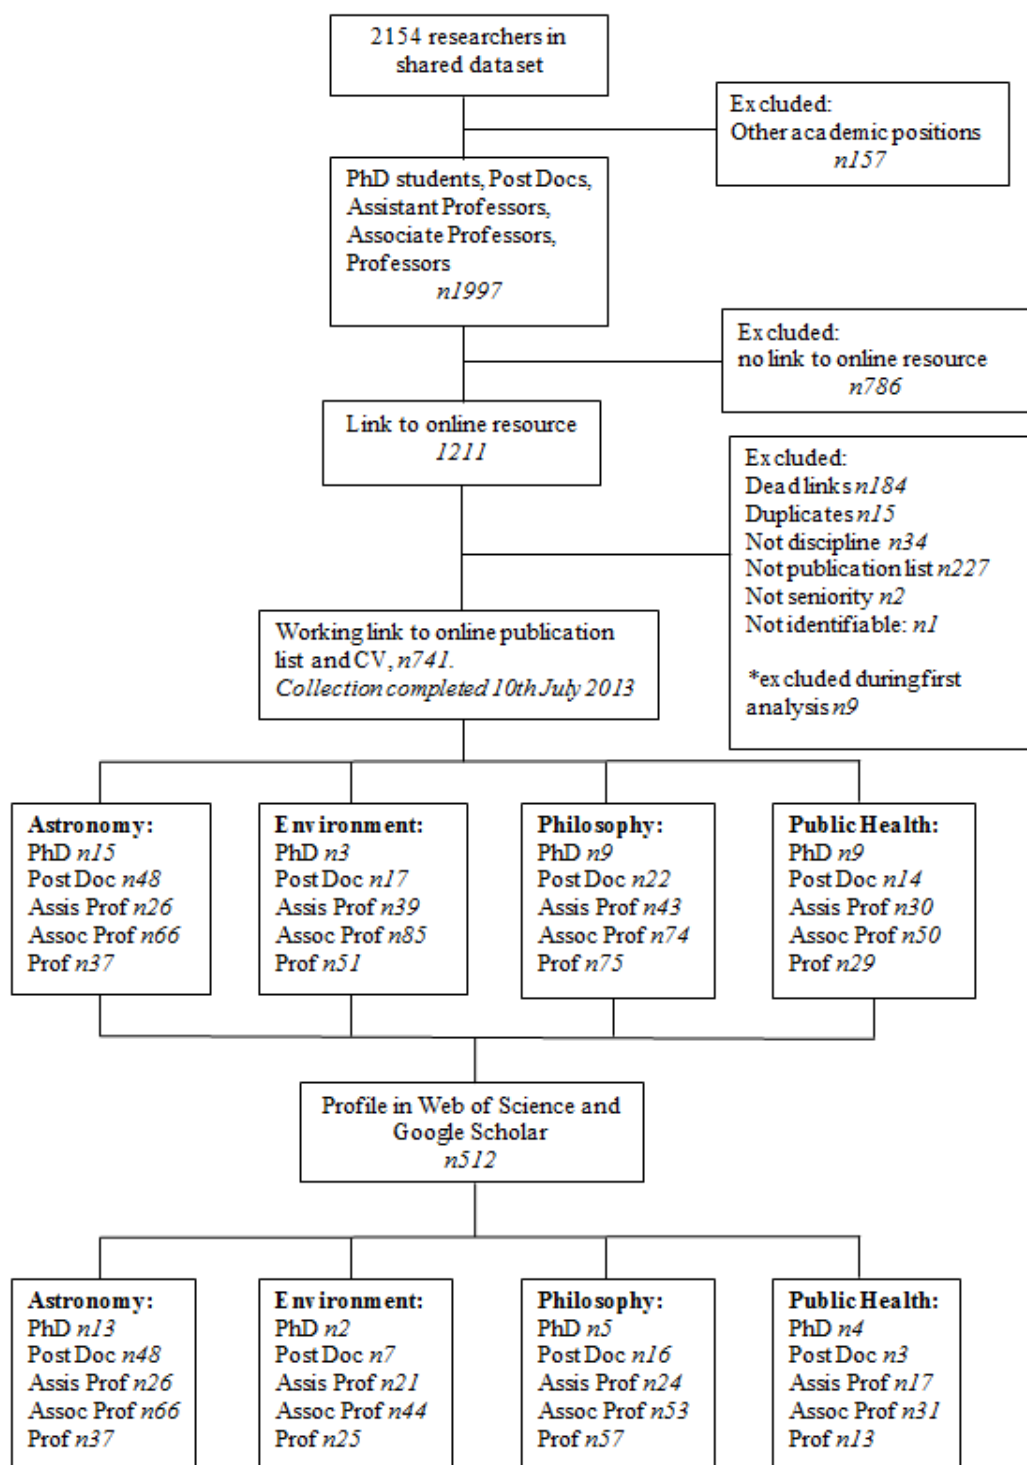 2154 researchers in
shared dataset
Excluded:
Other academic positions
n157
PhD students, Post Docs,
Assistant Professors,
Associate Professors,
Professors
n1997
Excluded:
no link to online resource
n786
Link to online resource
1211
Excluded:
Dead links n184
Duplicates n15
Not discipline n34
Not publication list n227
Not seniority n2
Not identifiable: n1
*excluded during first
analysis n9
Working link to online publication
list and CV, n741.
Collection completed 10th July 2013
Astronomy:
PhD n15
Post Doc n48
Assis Prof n26
Assoc Prof n66
Prof n37
Environment:
PhD n3
Post Doc n17
Assis Prof n39
Assoc Prof n85
Prof n51
Philosophy:
PhD n9
Post Doc n22
Assis Prof n43
Assoc Prof n74
Prof n75
Public Health:
PhD n9
Post Doc n14
Assis Prof n30
Assoc Prof n50
Prof n29
Profile in Web of Science and
Google Scholar
n512
Astronomy:
PhD n13
Post Doc n48
Assis Prof n26
Assoc Prof n66
Prof n37
Environment:
PhD n2
Post Doc n7
Assis Prof n21
Assoc Prof n44
Prof n25
Philosophy:
PhD n5
Post Doc n16
Assis Prof n24
Assoc Prof n53
Prof n57
Public Health:
PhD n4
Post Doc n3
Assis Prof n17
Assoc Prof n31
Prof n13